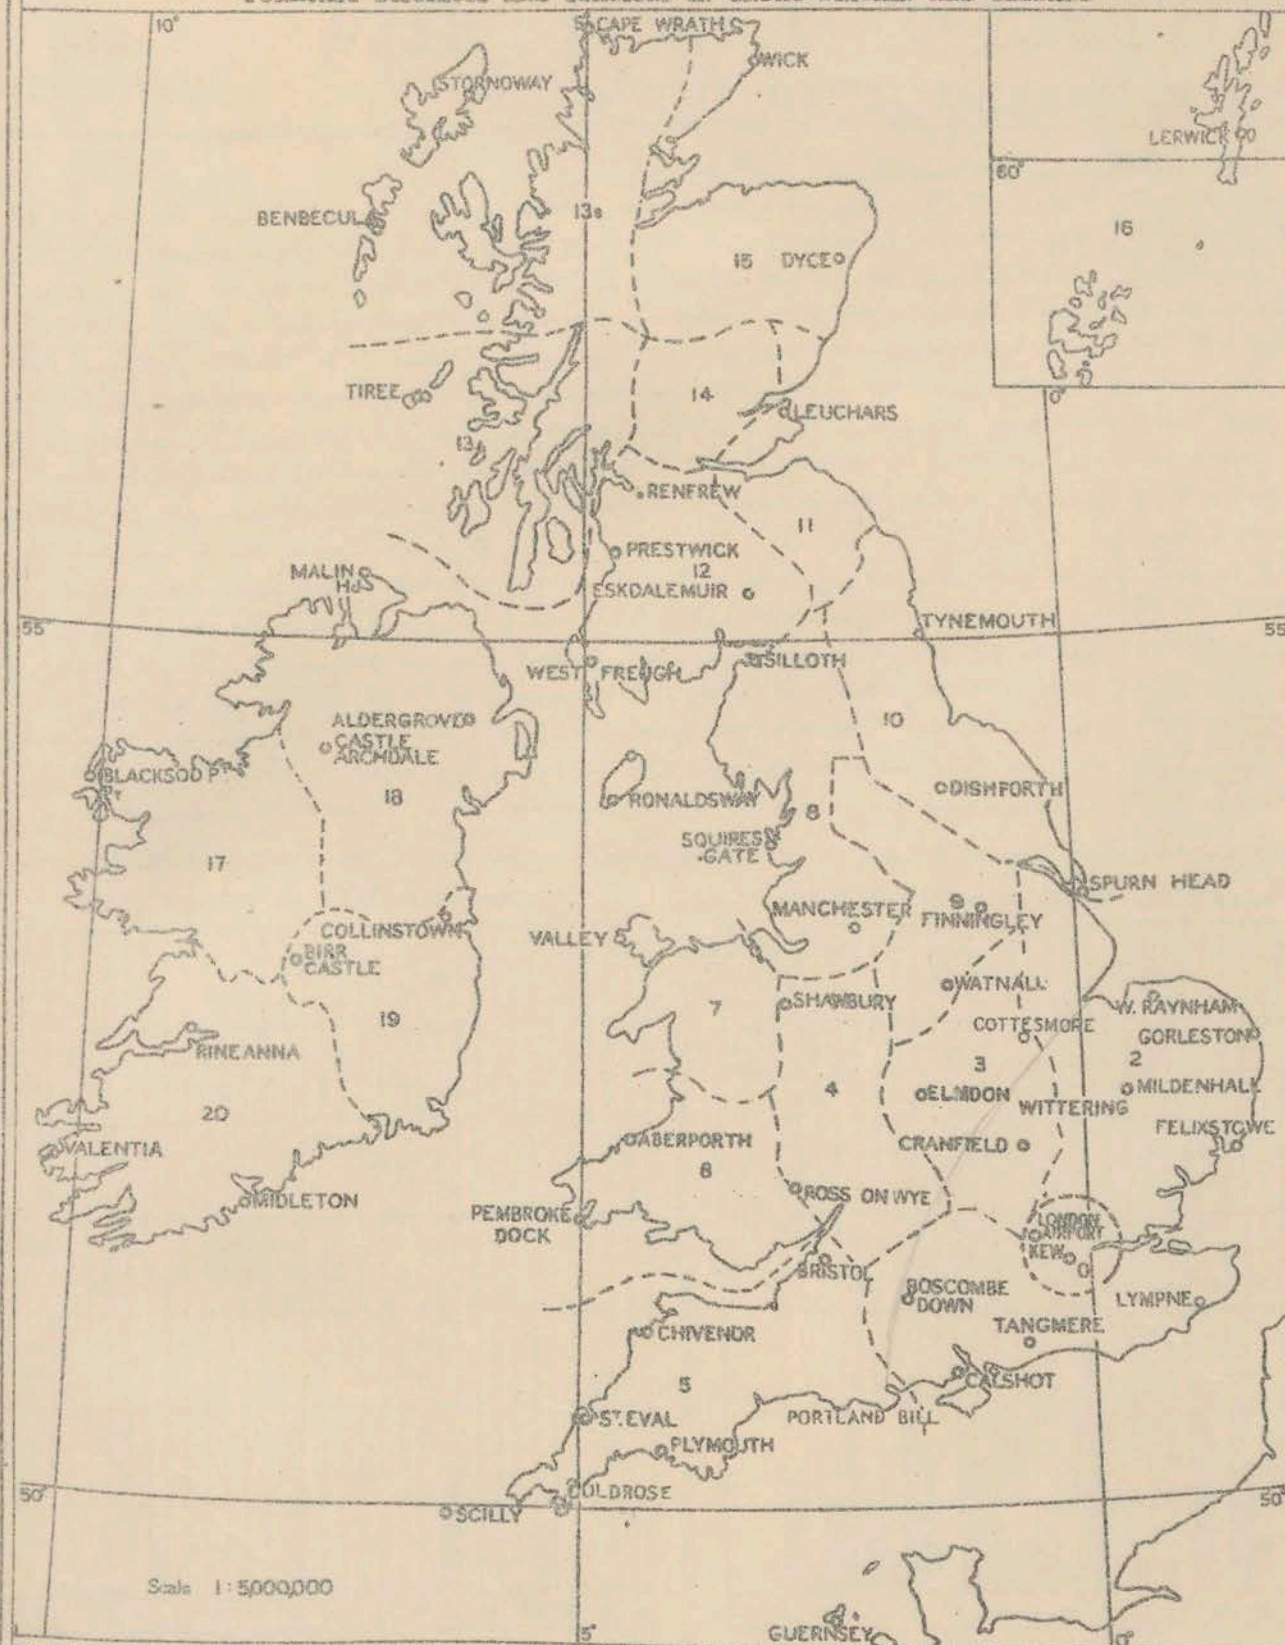 10°
CAPE WRATH
WICK
STORNOWAY
LERWICK
60°
BENBECULA
13a
16
15 DYCE
TIREE
14
LEUCHARS
13
RENFREW
11
PRESTWICK
12
MALIN
HD
ESKDALEMUIR
55
TYNEMOUTH
55
WEST FREUGH
SILLOTH
ALDERGROVE
CASTLE
ARCHDALE
10
BLACKSOD PT
18
RONALDSWAY
DISHFORTH
8
SQUIRES
GATE
17
SPURN HEAD
MANCHESTER
9
FINNINGLEY
COLLINSTOWN
VALLEY
BIRR
CASTLE
WATNALL
SHAWBURY
7
W. RAYNHAM
19
COTTESMORE
GORLESTON
RINEANNA
3
2
4
ELMDON
MILDENHALL
20
WITTERING
FELIXSTOWE
ABERPORTH
CRANFIELD
VALENTIA
6
ROSS ON WYE
MIDLETON
PEMBROKE
DOCK
LONDON
AIRPORT
KEW
BRISTOL
BOSCOMBE
DOWN
LYMPNE
TANGMERE
CHIVENOR
CALSHOT
5
ST. EVAL
PORTLAND BILL
PLYMOUTH
50°
CULDROSE
50°
SCILLY
Scale 1:5,000,000
5°
GUERNSEY
0°